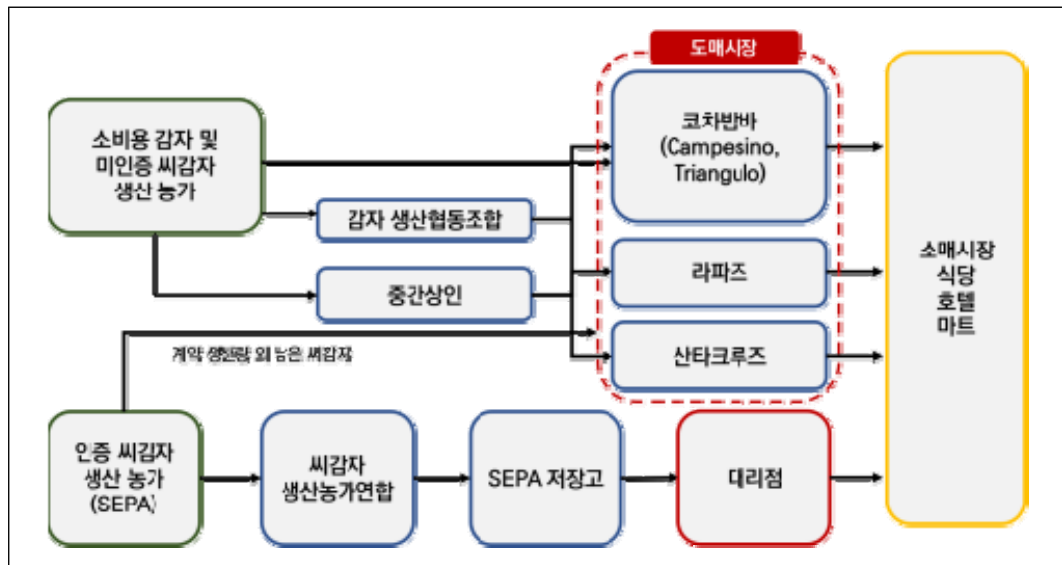 도매시장
소비용 감자 및
미인증 씨감자
생산 농가
코차밤바
(Campesino,
Triangulo)
감자 생산협동조합
중간상인
라파즈
산타크루즈
소매시장
식당
호텔
마트
계약 외 남은 씨감자
인증 씨감자
생산 농가
(SEPA)
씨감자
생산농가연합
SEPA 저장고
대리점